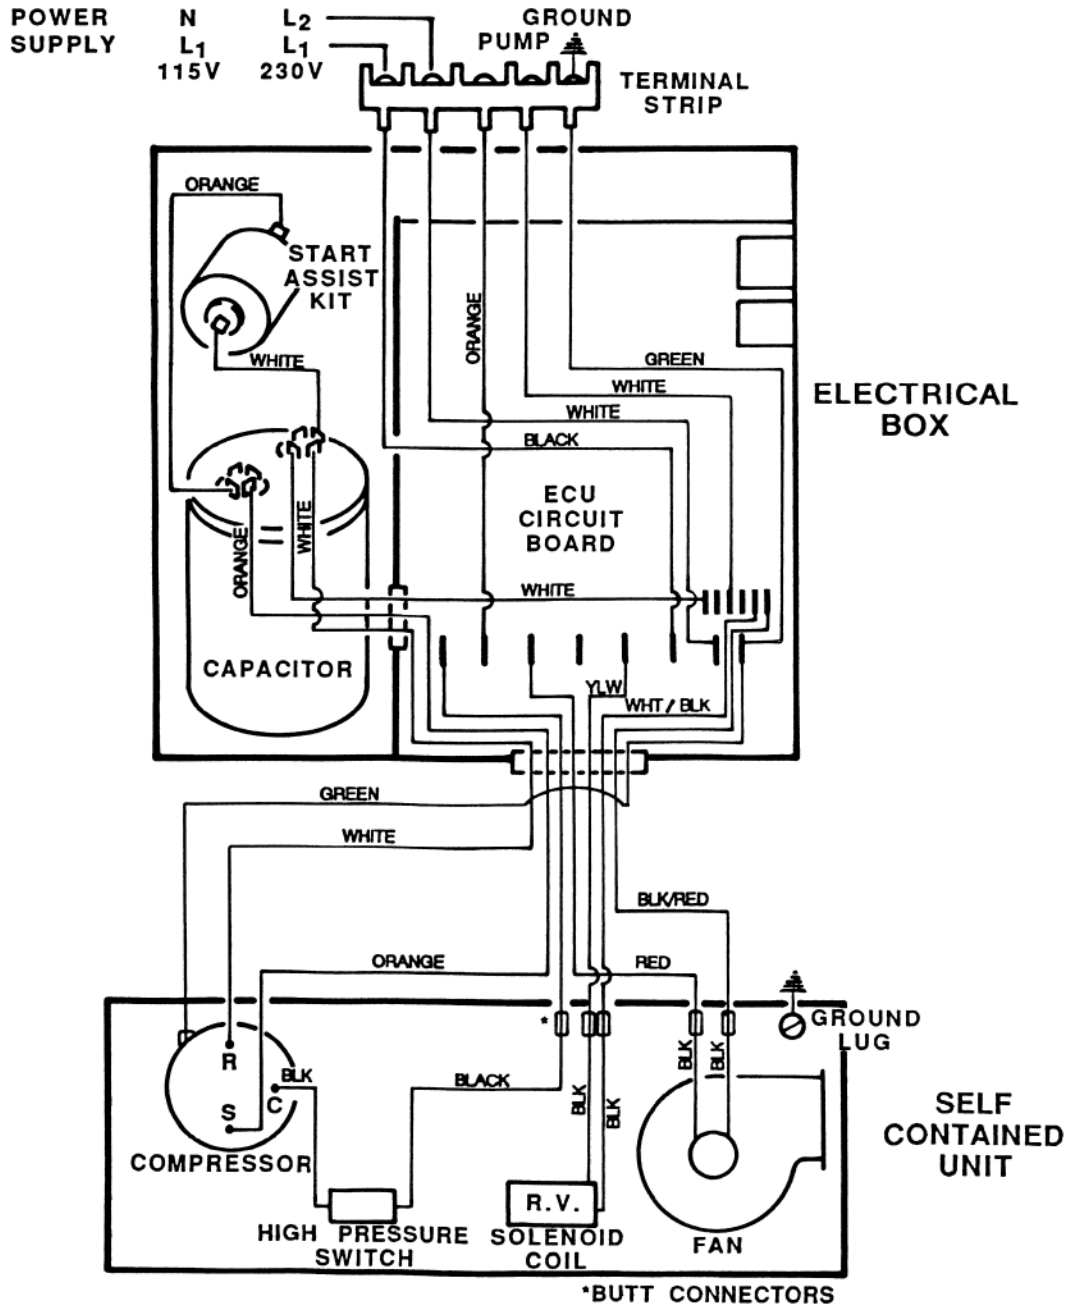 POWER SUPPLY
N
L1
115V
L2
L1
230V
GROUND
PUMP
TERMINAL
STRIP
ORANGE
START
ASSIST
KIT
WHITE
ORANGE
GREEN
WHITE
WHITE
BLACK
ELECTRICAL
BOX
ECU
CIRCUIT
BOARD
ORANGE
WHITE
WHITE
CAPACITOR
YLW
WHT / BLK
GREEN
WHITE
BLK/RED
ORANGE
RED
*
GROUND
LUG
R
BLK
C
S
COMPRESSOR
BLACK
BLK
BLK
BLK
BLK
SELF
CONTAINED
UNIT
R.V.
HIGH PRESSURE
SWITCH
SOLENOID
COIL
FAN
*BUTT CONNECTORS